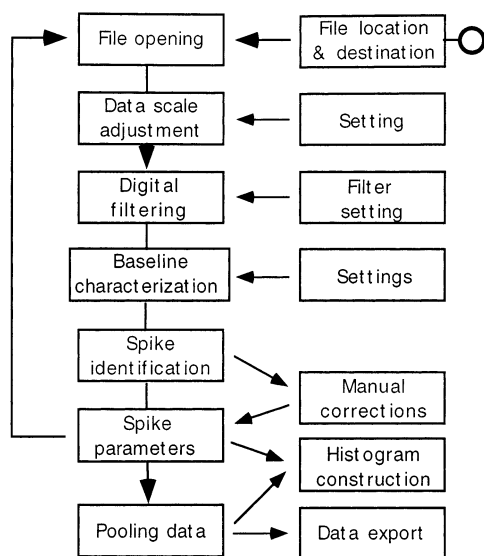 File opening
File location
& destination
Data scale
adjustment
Setting
Digital
filtering
Filter
setting
Baseline
characterization
Settings
Spike
identification
Manual
corrections
Spike
parameters
Histogram
construction
Pooling data
Data export